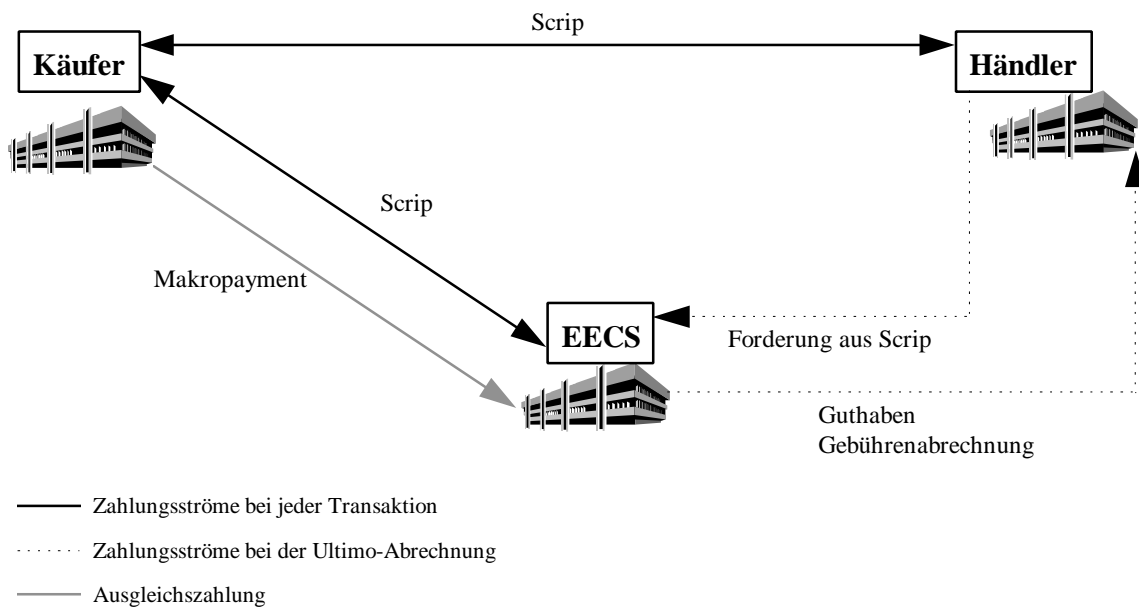 Scrip
Käufer
Händler
Scrip
Makropayment
EECS
Forderung aus Scrip
Guthaben
Gebührenabrechnung
Zahlungsströme bei jeder Transaktion
Zahlungsströme bei der Ultimo-Abrechnung
Ausgleichszahlung